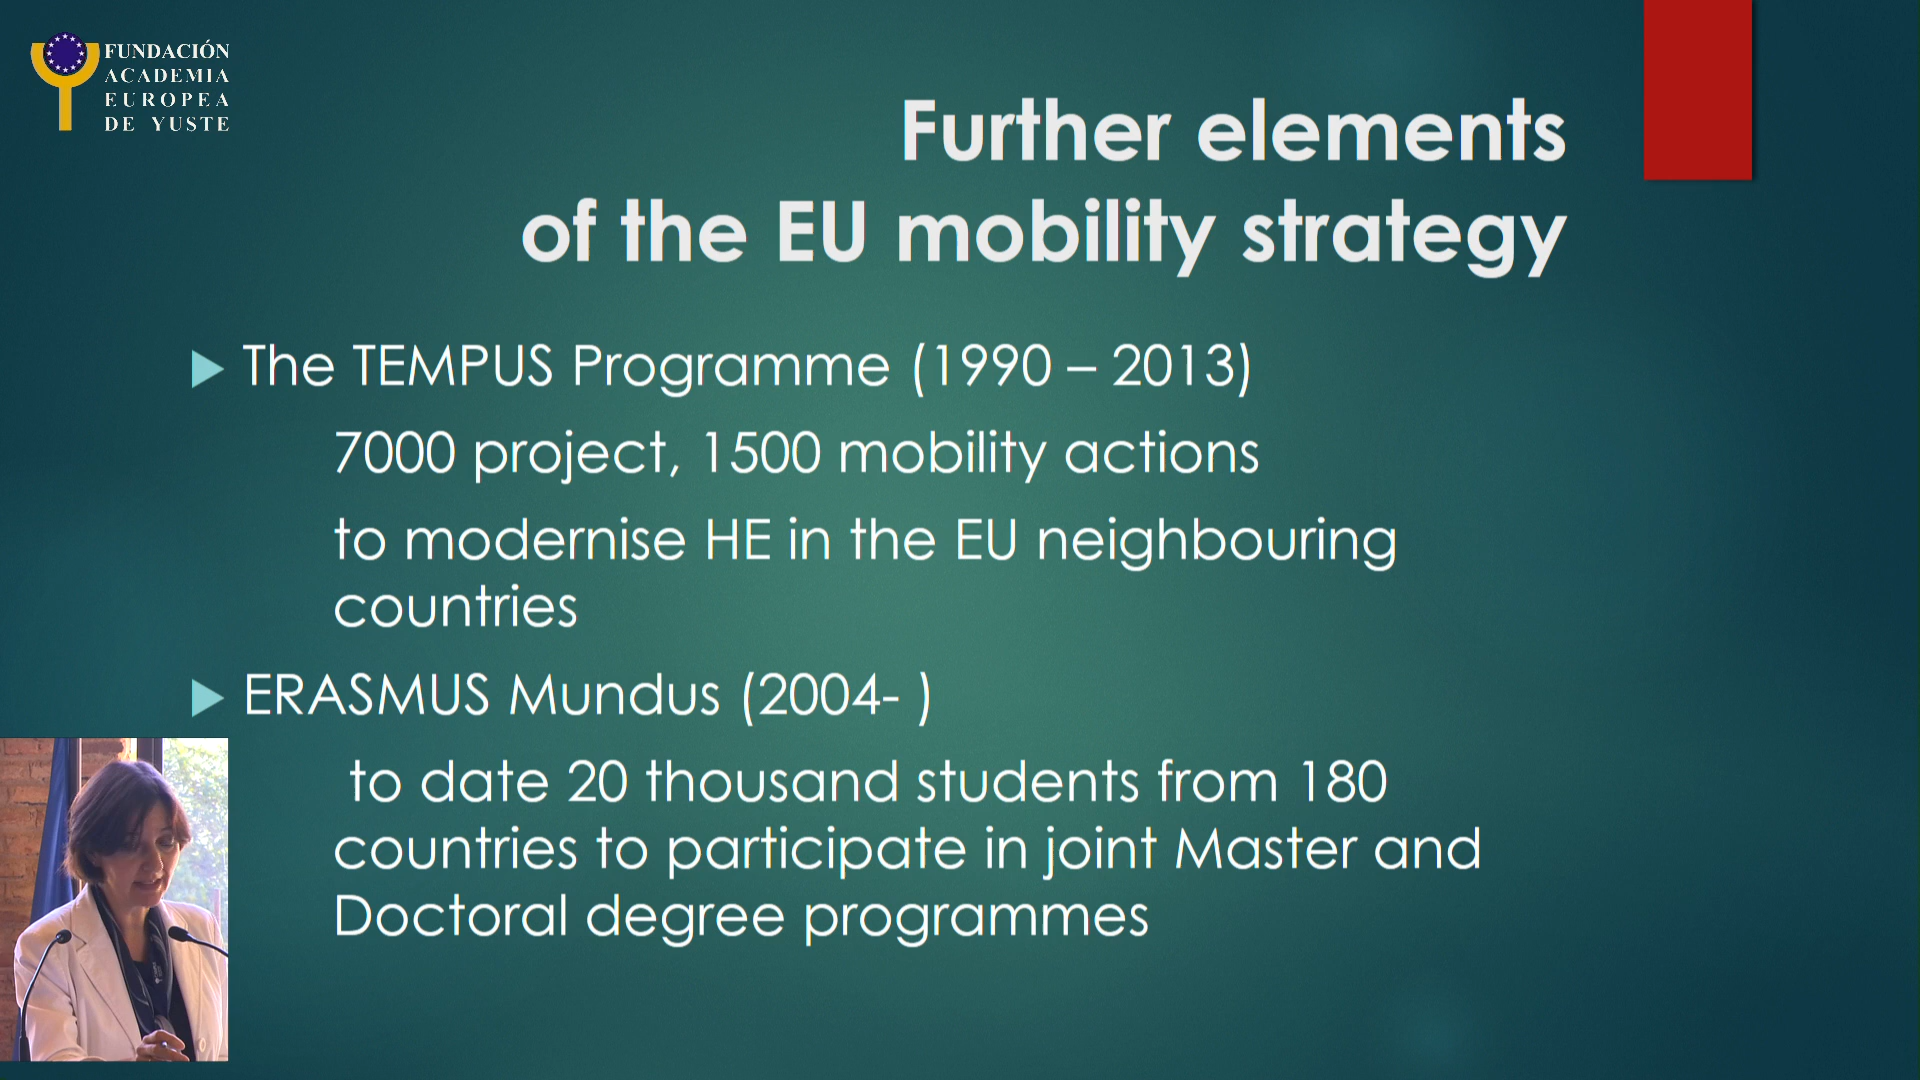 FUNDACIÓN
ACADEMIA
EUROPEA
DE YUSTE
Further elements
of the EU mobility strategy
The TEMPUS Programme (1990 – 2013)
7000 project, 1500 mobility actions
to modernise HE in the EU neighbouring
countries
ERASMUS Mundus (2004- )
to date 20 thousand students from 180
countries to participate in joint Master and
Doctoral degree programmes